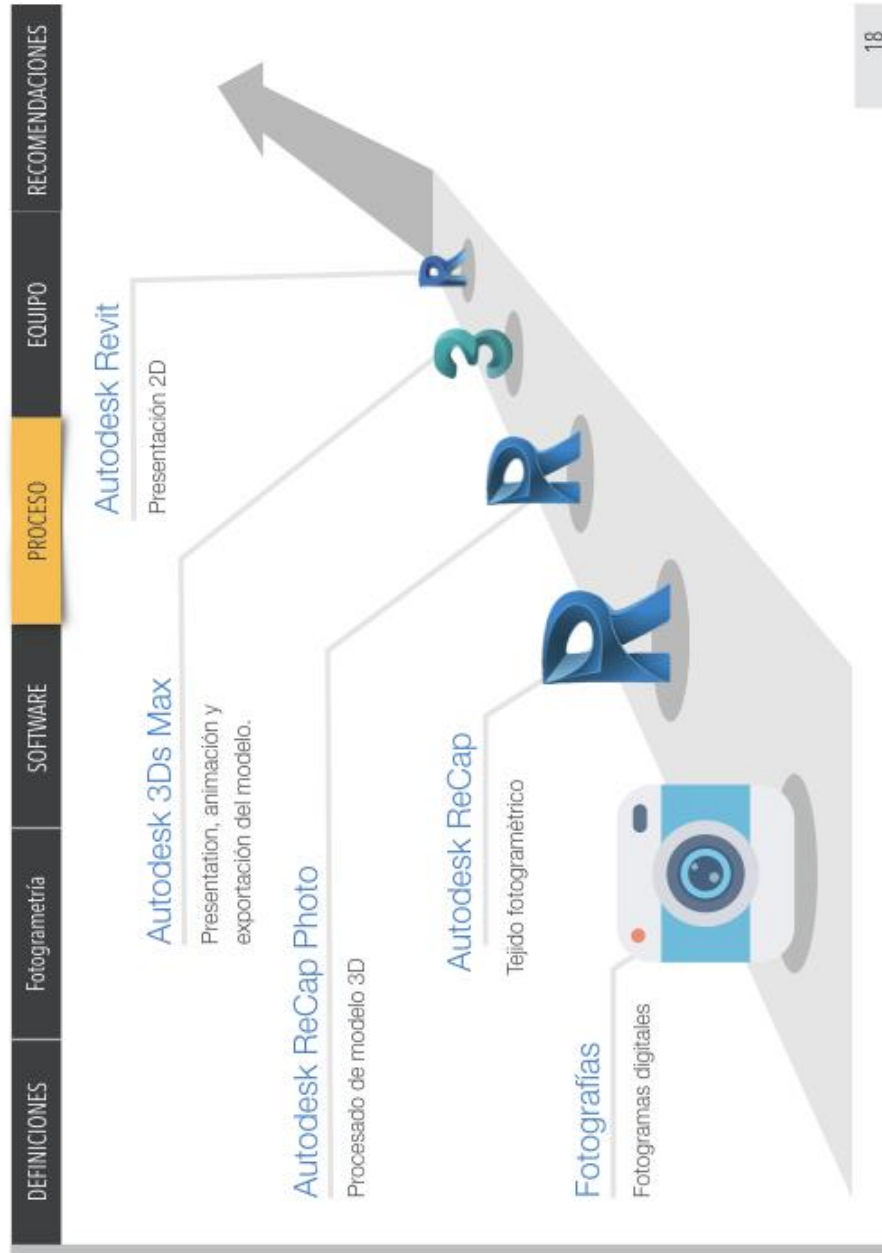 DEFINICIONES
Fotogrametría
SOFTWARE
PROCESO
EQUIPO
RECOMENDACIONES
Autodesk Revit
Presentación 2D
Autodesk 3Ds Max
Presentation, animación y
exportación del modelo.
Autodesk ReCap Photo
Procesado de modelo 3D
Autodesk ReCap
Tejido fotogramétrico
Fotografías
Fotogramas digitales
18